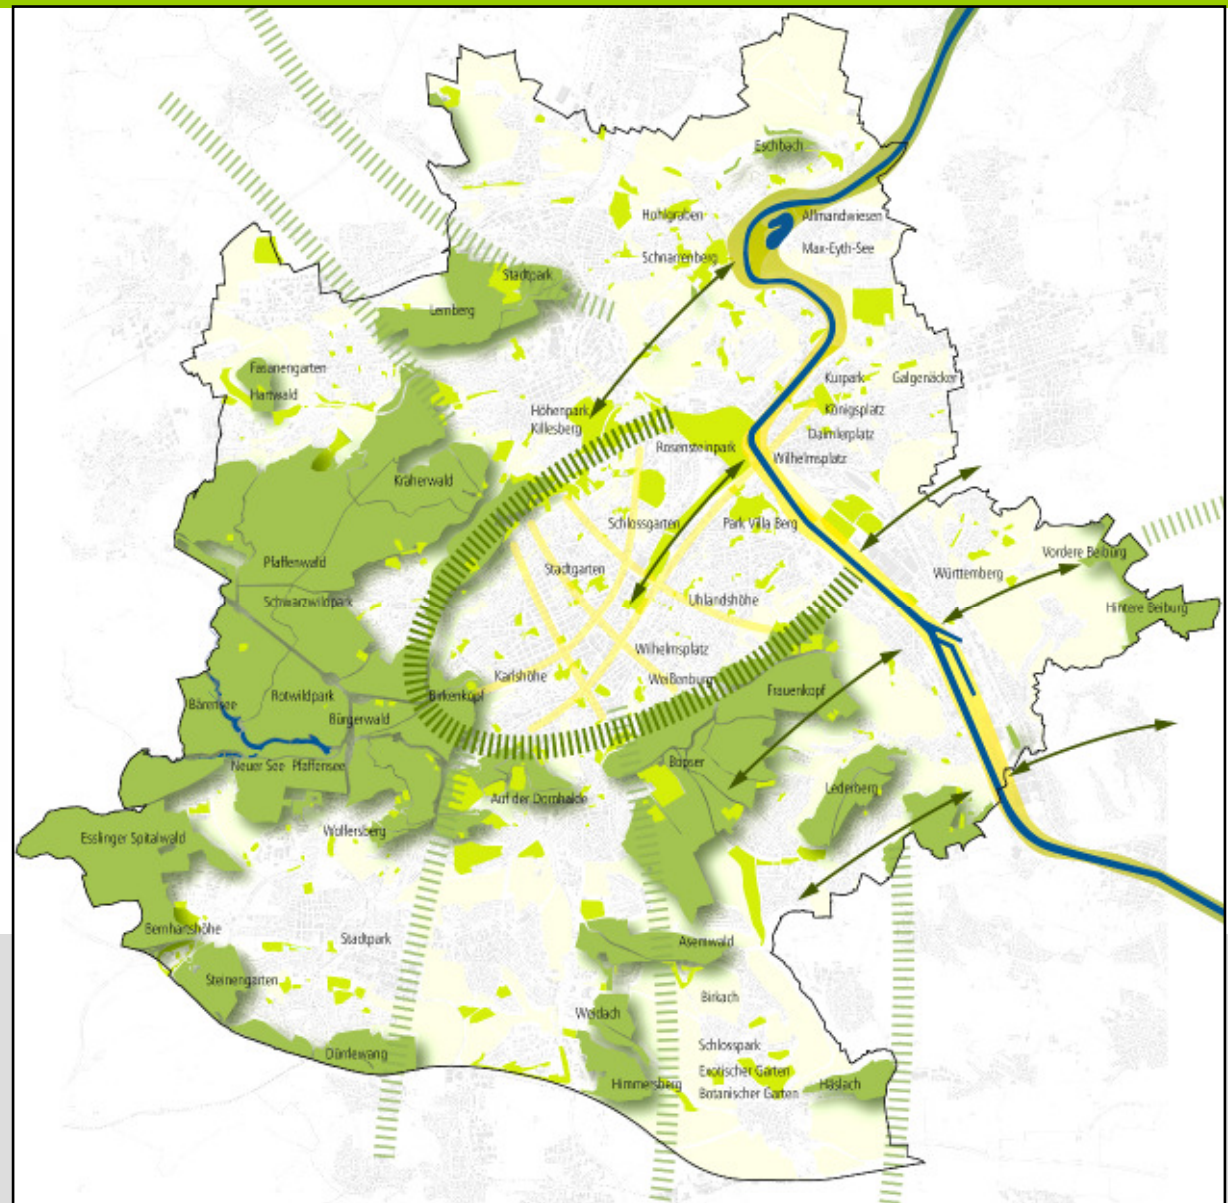 Eschbach
Hohlgraben
Allmandwiesen
Schnarrenberg
Max-Eyth-See
Stadtpark
Lemberg
Fasanengarten
Hartwald
Kurpark
Galgenäcker
Höhenpark
Killesberg
Königsplatz
Daimlerplatz
Rosensteinpark
Wilhelmsplatz
Kräherwald
Schlossgarten
Park Villa Berg
Vordere Beiburg
Pfaffenwald
Stadtgarten
Württemberg
Schwarzwildpark
Uhlandshöhe
Hintere Beiburg
Wilhelmsplatz
Karlshöhe
Weißenburg
Rotwildpark
Birkenkopf
Frauenkopf
Bärensee
Bürgerwald
Neuer See
Pfaffensee
Bopser
Auf der Dornhalde
Lederberg
Wolfersberg
Esslinger Spitalwald
Bernhartshöhe
Stadtpark
Asemwald
Steinengarten
Birkach
Weidach
Dürrlewang
Schlosspark
Exotischer Garten
Himmersberg
Häslach
Botanischer Garten